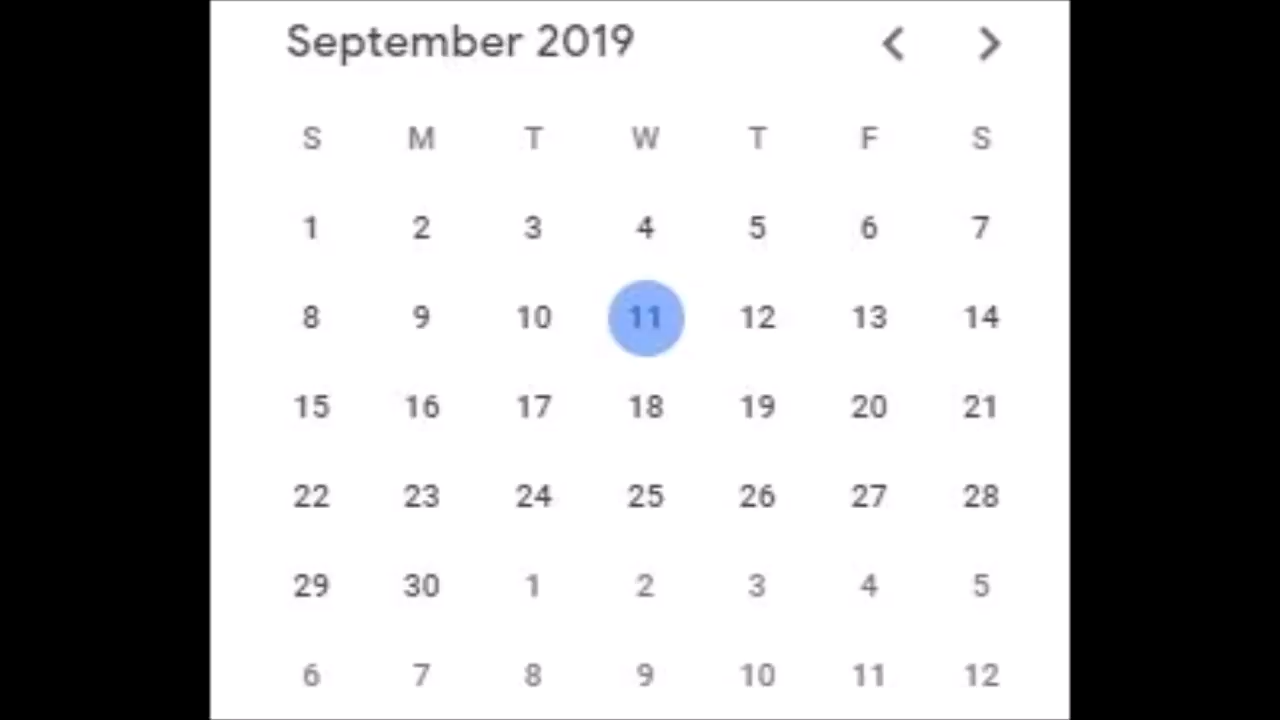 September 2019
S M T W T F S
1 2 3 4 5 6 7
8 9 10 11 12 13 14
15 16 17 18 19 20 21
22 23 24 25 26 27 28
29 30 1 2 3 4 5
6 7 8 9 10 11 12